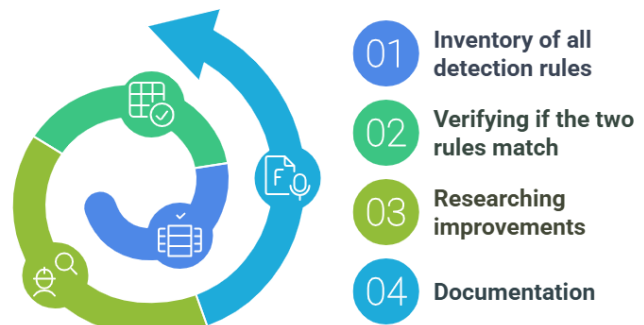 01
Inventory of all
detection rules
02
Verifying if the two
rules match
03
Researching
improvements
04
Documentation
F